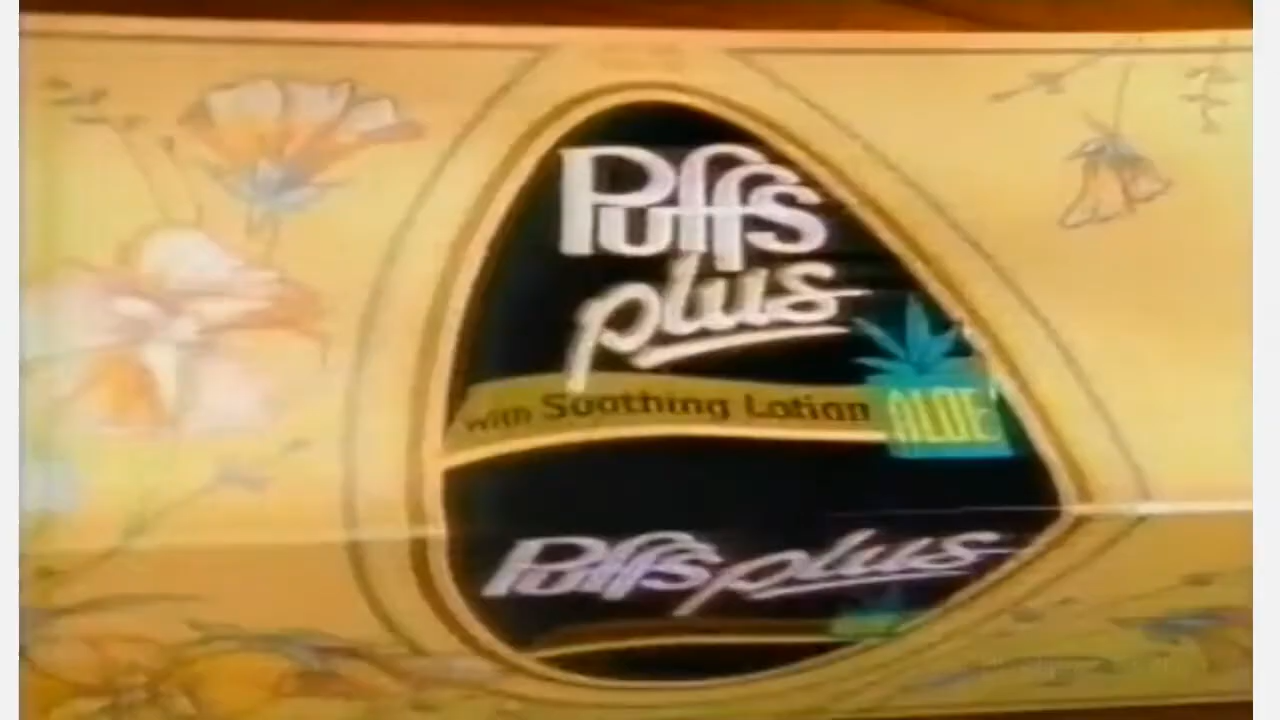 Puffs
plus
with Soothing Lotion
ALOE
Puffs plus